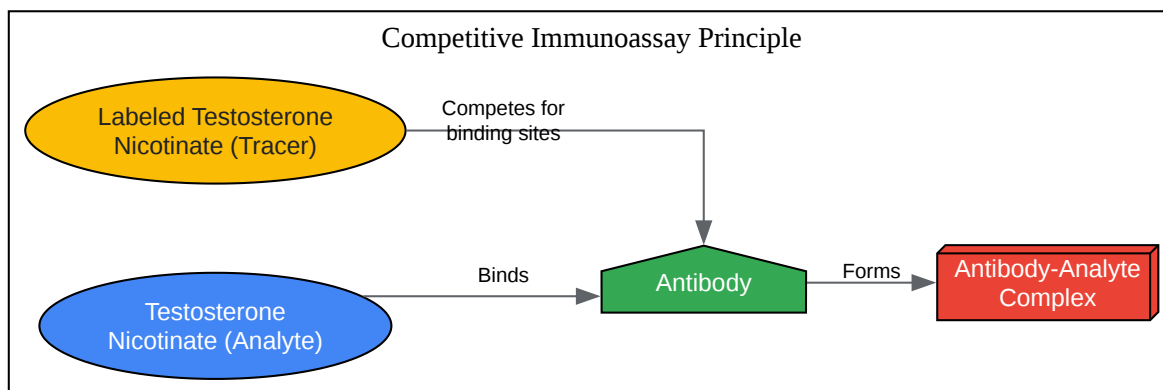 Competitive Immunoassay Principle
Labeled Testosterone
Nicotinate (Tracer)
Competes for
binding sites
Testosterone
Nicotinate (Analyte)
Binds
Antibody
Forms
Antibody-Analyte
Complex